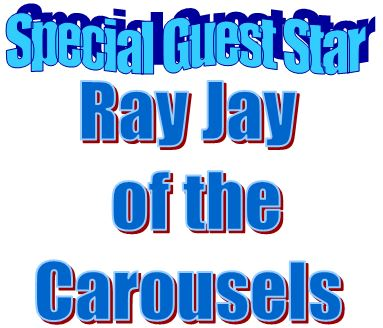 Special Guest Star
Ray Jay
of the
Carousels